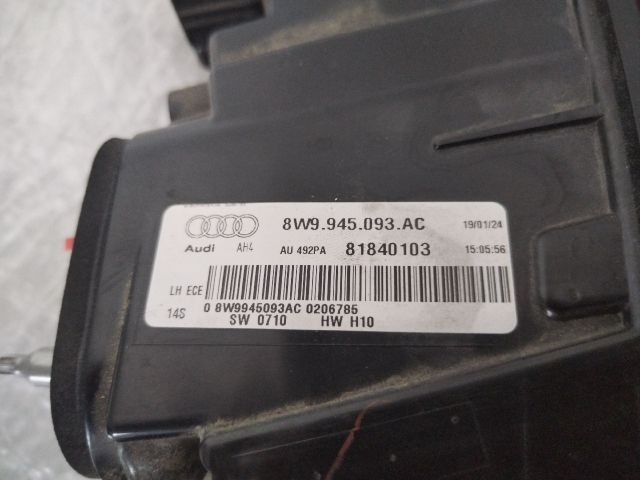 8W9.945.093.AC 19/01/24
Audi AH4 AU 492PA 81840103 15:05:56
LH ECE
14S 0 8W9945093AC 0206785
SW 0710 HW H10